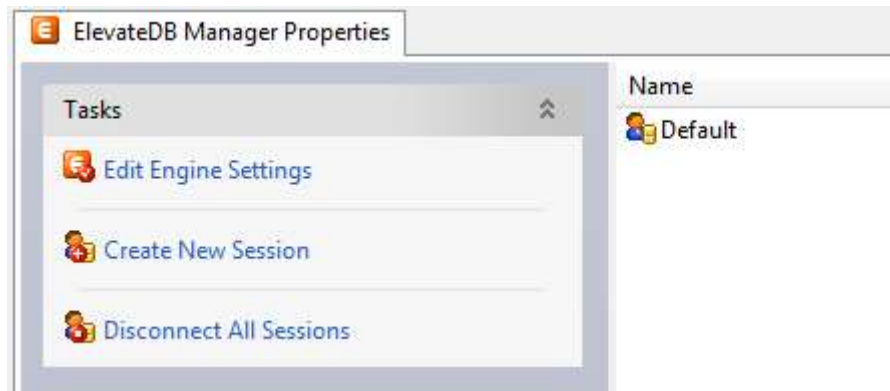 ElevateDB Manager Properties
Tasks
Edit Engine Settings
Create New Session
Disconnect All Sessions
Name
Default